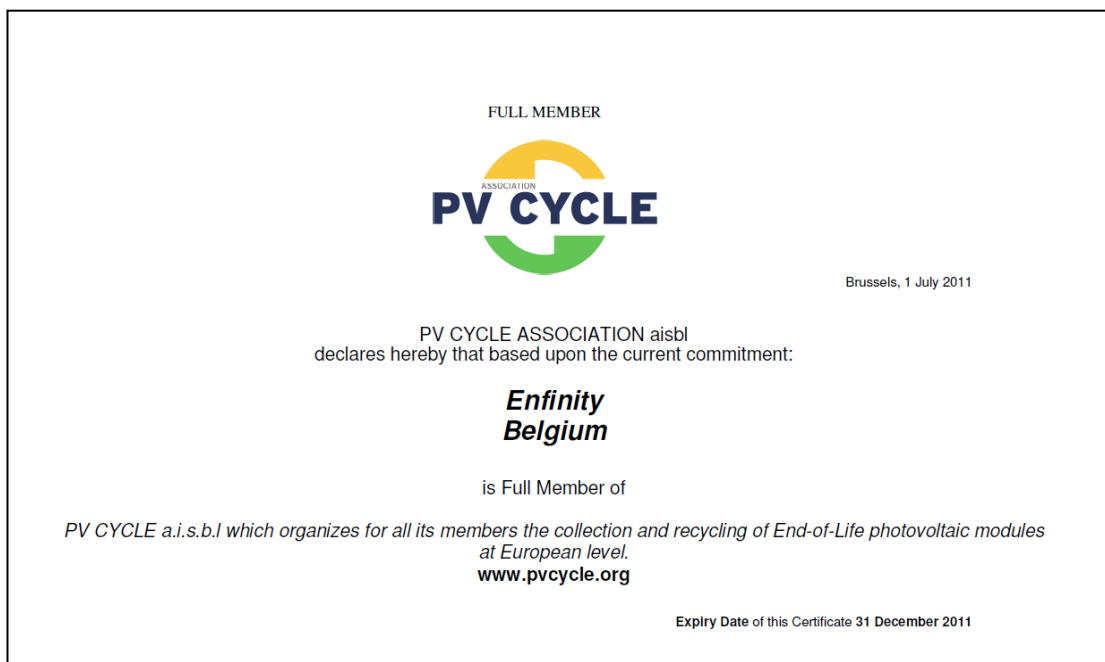 FULL MEMBER
ASSOCIATION
PV CYCLE
Brussels, 1 July 2011
PV CYCLE ASSOCIATION aisbl
declares hereby that based upon the current commitment:
Enfinity
Belgium
is Full Member of
PV CYCLE a.i.s.b.l which organizes for all its members the collection and recycling of End-of-Life photovoltaic modules
at European level.
www.pvcycle.org
Expiry Date of this Certificate 31 December 2011